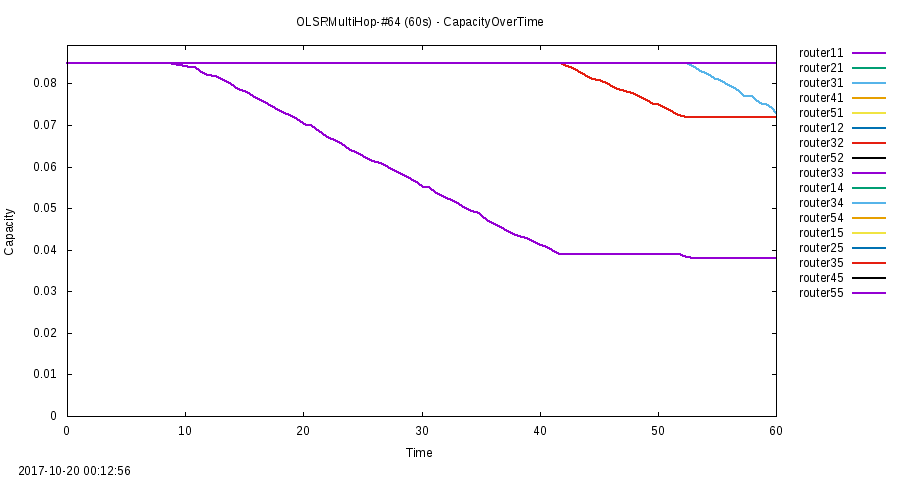 OLSRMultiHop-#64 (60s) - CapacityOverTime
router11
router21
router31
router41
router51
router12
router32
router52
router33
router14
router34
router54
router15
router25
router35
router45
router55
0.08
0.07
0.06
0.05
0.04
0.03
0.02
0.01
0
Capacity
0 10 20 30 40 50 60
Time
2017-10-20 00:12:56